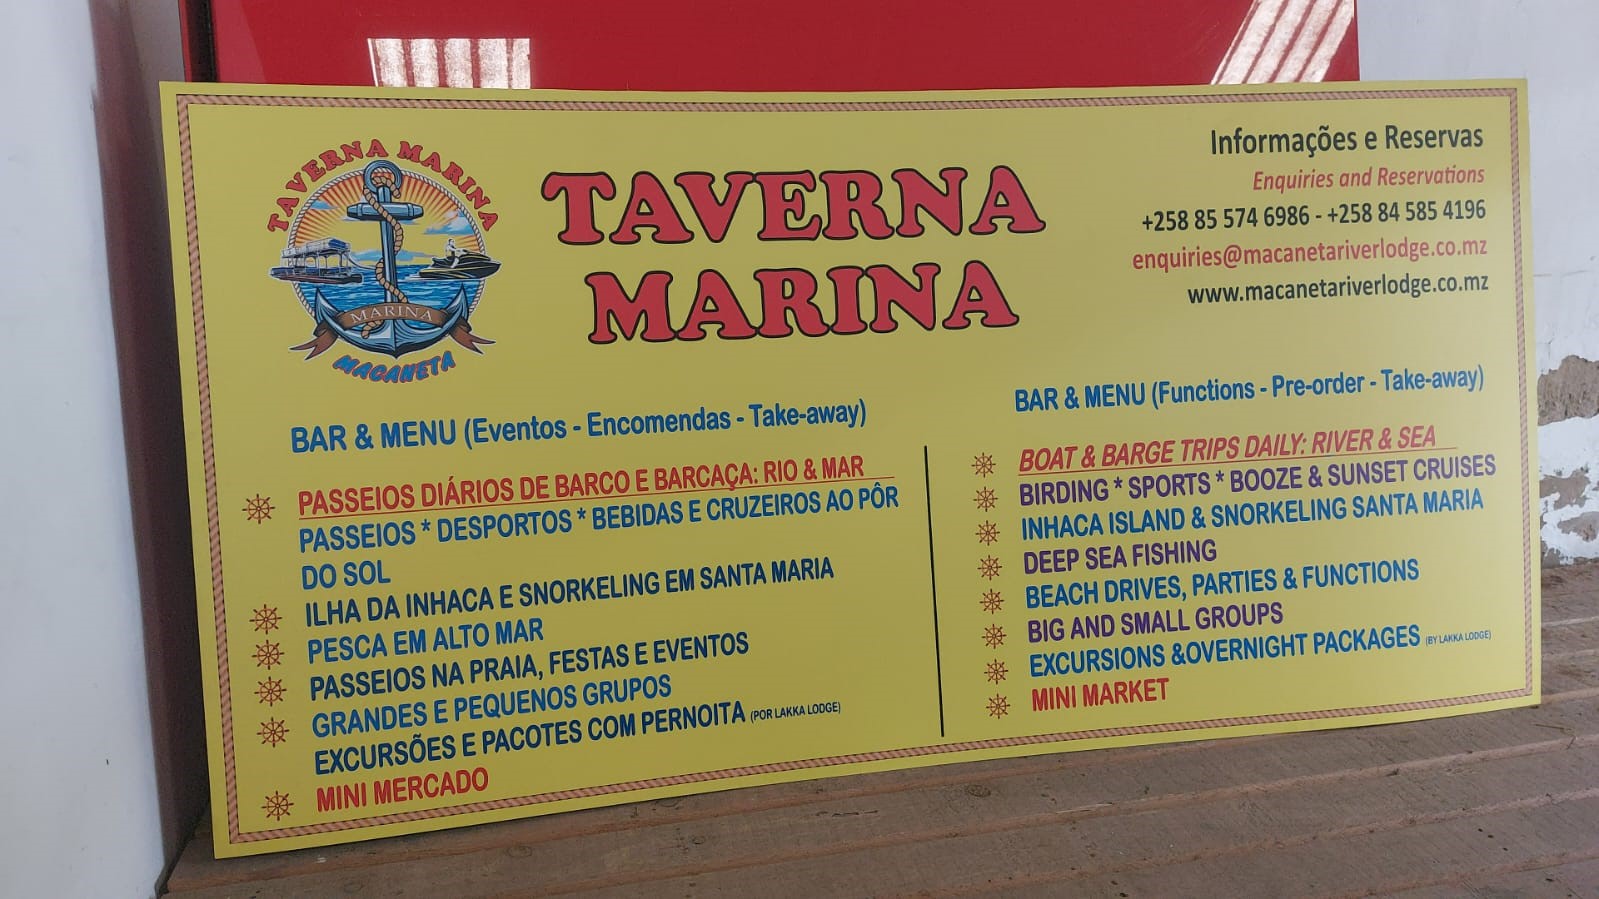 TAVERNA MARINA
MARINA
MACANETA
TAVERNA
MARINA
Informações e Reservas
Enquiries and Reservations
+258 85 574 6986 - +258 84 585 4196
enquiries@macanetariverlodge.co.mz
www.macanetariverlodge.co.mz
BAR & MENU (Eventos - Encomendas - Take-away)
PASSEIOS DIÁRIOS DE BARCO E BARCAÇA: RIO & MAR
PASSEIOS * DESPORTOS * BEBIDAS E CRUZEIROS AO PÔR
DO SOL
ILHA DA INHACA E SNORKELING EM SANTA MARIA
PESCA EM ALTO MAR
PASSEIOS NA PRAIA, FESTAS E EVENTOS
GRANDES E PEQUENOS GRUPOS
EXCURSÕES E PACOTES COM PERNOITA (POR LAKKA LODGE)
MINI MERCADO
BAR & MENU (Functions - Pre-order - Take-away)
BOAT & BARGE TRIPS DAILY: RIVER & SEA
BIRDING * SPORTS * BOOZE & SUNSET CRUISES
INHACA ISLAND & SNORKELING SANTA MARIA
DEEP SEA FISHING
BEACH DRIVES, PARTIES & FUNCTIONS
BIG AND SMALL GROUPS
EXCURSIONS &OVERNIGHT PACKAGES (BY LAKKA LODGE)
MINI MARKET